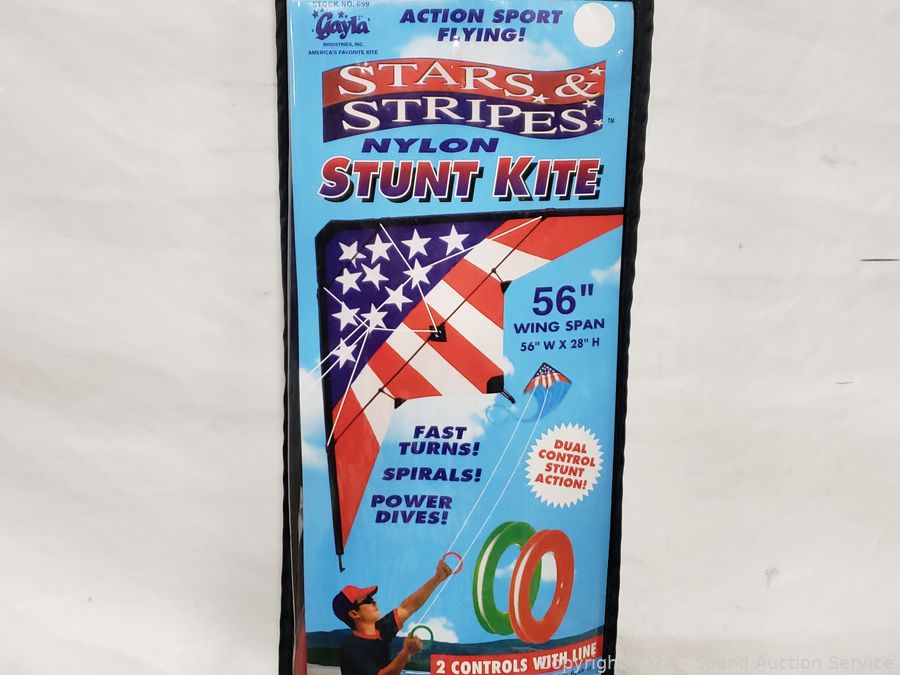 STOCK NO. 699
Gayla
INDUSTRIES, INC.
AMERICA'S FAVORITE KITE
ACTION SPORT
FLYING!
STARS &
STRIPES
TM
NYLON
STUNT KITE
56"
WING SPAN
56" W X 28" H
FAST
TURNS!
SPIRALS!
POWER
DIVES!
DUAL
CONTROL
STUNT
ACTION!
2 CONTROLS WITH LINE
Copyright 2024 - Sound Auction Service